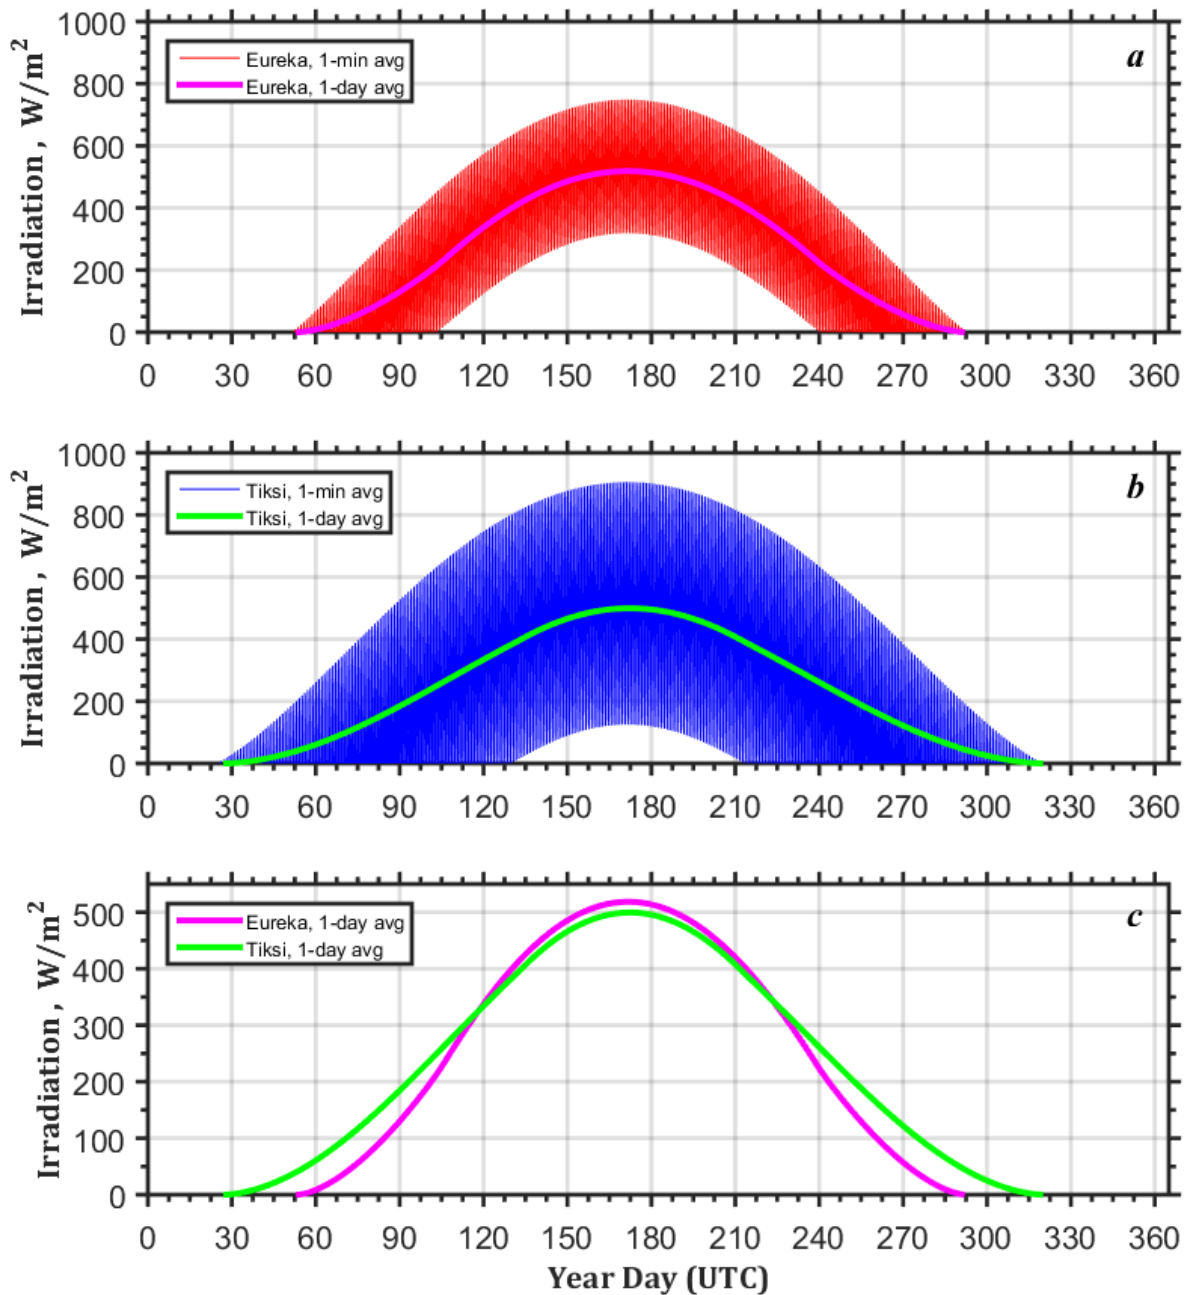 1000
800
600
400
200
0
Irradiation , W/m²
Eureka, 1-min avg
Eureka, 1-day avg
a
0 30 60 90 120 150 180 210 240 270 300 330 360
1000
800
600
400
200
0
Irradiation , W/m²
Tiksi, 1-min avg
Tiksi, 1-day avg
b
0 30 60 90 120 150 180 210 240 270 300 330 360
500
400
300
200
100
0
Irradiation , W/m²
Eureka, 1-day avg
Tiksi, 1-day avg
c
0 30 60 90 120 150 180 210 240 270 300 330 360
Year Day (UTC)